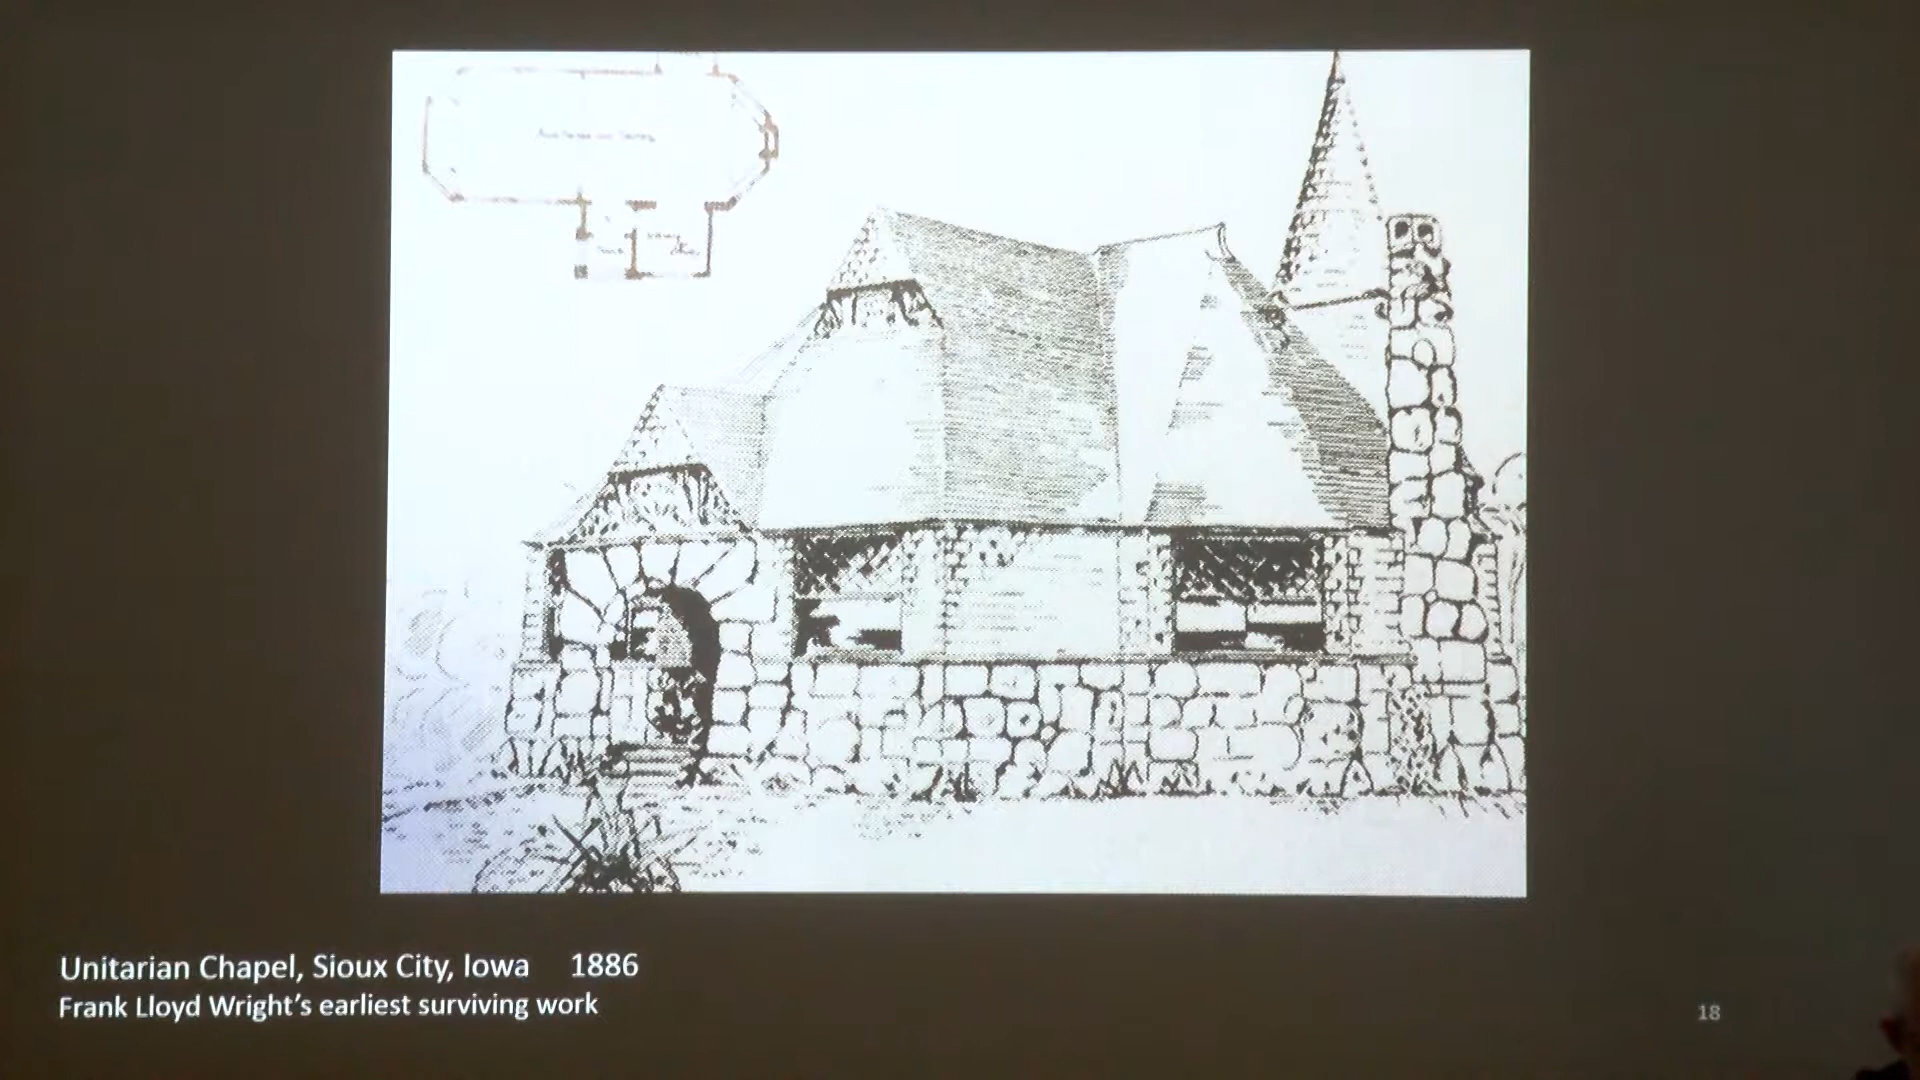 Unitarian Chapel, Sioux City, Iowa 1886
Frank Lloyd Wright's earliest surviving work
18